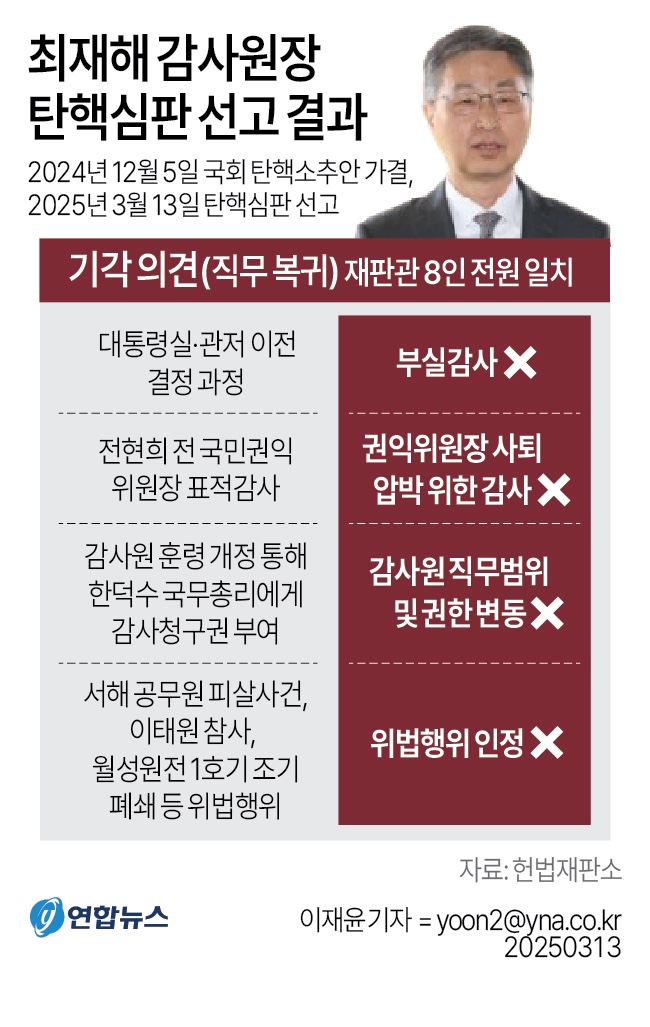 최재해 감사원장
탄핵심판 선고 결과
2024년 12월 5일 국회 탄핵소추안 가결,
2025년 3월 13일 탄핵심판 선고
기각 의견(직무 복귀) 재판관 8인 전원 일치
대통령실·관저 이전
결정 과정
부실감사 ✕
전현희 전 국민권익
위원장 표적감사
권익위원장 사퇴
압박 위한 감사 ✕
감사원 훈령 개정 통해
한덕수 국무총리에게
감사청구권 부여
감사원 직무범위
및 권한 변동 ✕
서해 공무원 피살사건,
이태원 참사,
월성원전 1호기 조기
폐쇄 등 위법행위
위법행위 인정 ✕
자료: 헌법재판소
y 연합뉴스
이재윤 기자 = yoon2@yna.co.kr
20250313